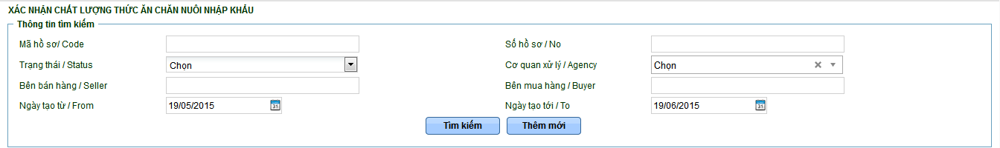 XÁC NHẬN CHẤT LƯỢNG THỨC ĂN CHĂN NUÔI NHẬP KHẨU
Thông tin tìm kiếm
Mã hồ sơ/ Code Số hồ sơ / No
Trạng thái / Status Chọn Cơ quan xử lý / Agency Chọn
Bên bán hàng / Seller Bên mua hàng / Buyer
Ngày tạo từ / From 19/05/2015 31 Ngày tạo tới / To 19/06/2015 31
Tìm kiếm Thêm mới